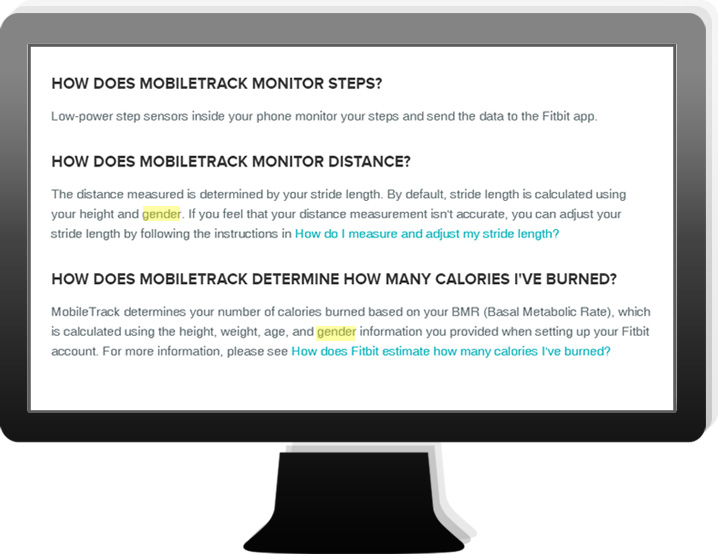 HOW DOES MOBILETRACK MONITOR STEPS?
Low-power step sensors inside your phone monitor your steps and send the data to the Fitbit app.
HOW DOES MOBILETRACK MONITOR DISTANCE?
The distance measured is determined by your stride length. By default, stride length is calculated using
your height and gender. If you feel that your distance measurement isn't accurate, you can adjust your
stride length by following the instructions in How do I measure and adjust my stride length?
HOW DOES MOBILETRACK DETERMINE HOW MANY CALORIES I'VE BURNED?
MobileTrack determines your number of calories burned based on your BMR (Basal Metabolic Rate), which
is calculated using the height, weight, age, and gender information you provided when setting up your Fitbit
account. For more information, please see How does Fitbit estimate how many calories I've burned?